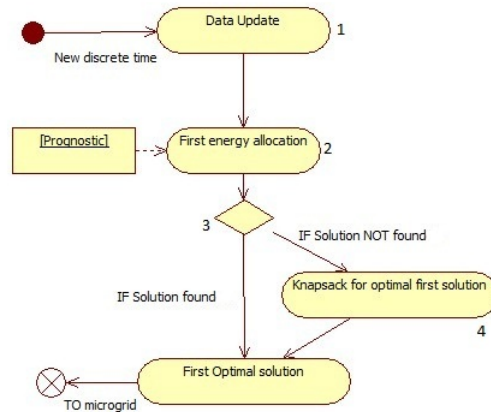 Data Update
1
New discrete time
[Prognostic]
First energy allocation
2
3
IF Solution NOT found
IF Solution found
Knapsack for optimal first solution
4
First Optimal solution
TO microgrid